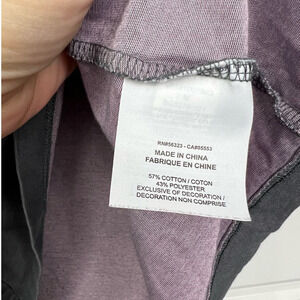 RN#56323 - CA#35553
MADE IN CHINA
FABRIQUE EN CHINE
57% COTTON / COTON
43% POLYESTER
EXCLUSIVE OF DECORATION /
DECORATION NON COMPRISE